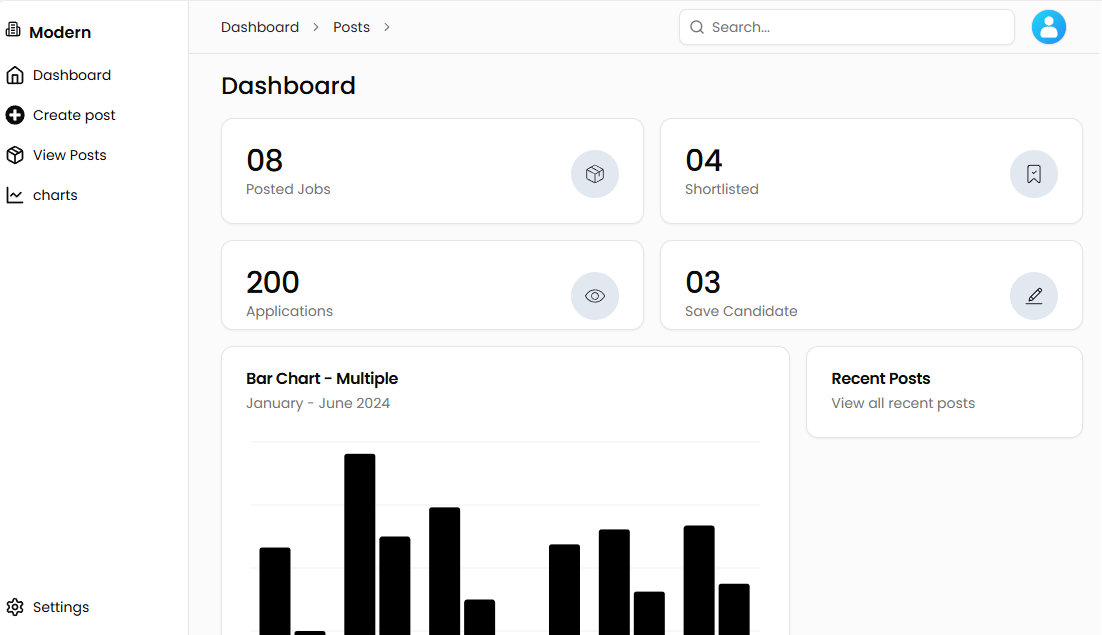 Modern
Dashboard
Create post
View Posts
charts
Settings
Dashboard > Posts >
Search...
Dashboard
08
Posted Jobs
04
Shortlisted
200
Applications
03
Save Candidate
Bar Chart - Multiple
January - June 2024
Recent Posts
View all recent posts